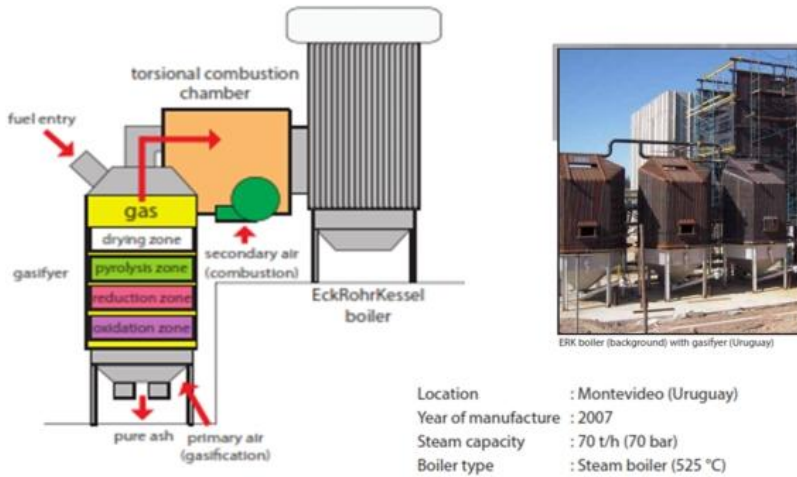 torsional combustion
chamber
fuel entry
gas
drying zone
pyrolysis zone
reduction zone
oxidation zone
gasifyer
secondary air
(combustion)
EckRohrKessel
boiler
pure ash
primary air
(gasification)
ERK boiler (background) with gasifyer (Uruguay)
Location : Montevideo (Uruguay)
Year of manufacture : 2007
Steam capacity : 70 t/h (70 bar)
Boiler type : Steam boiler (525 °C)